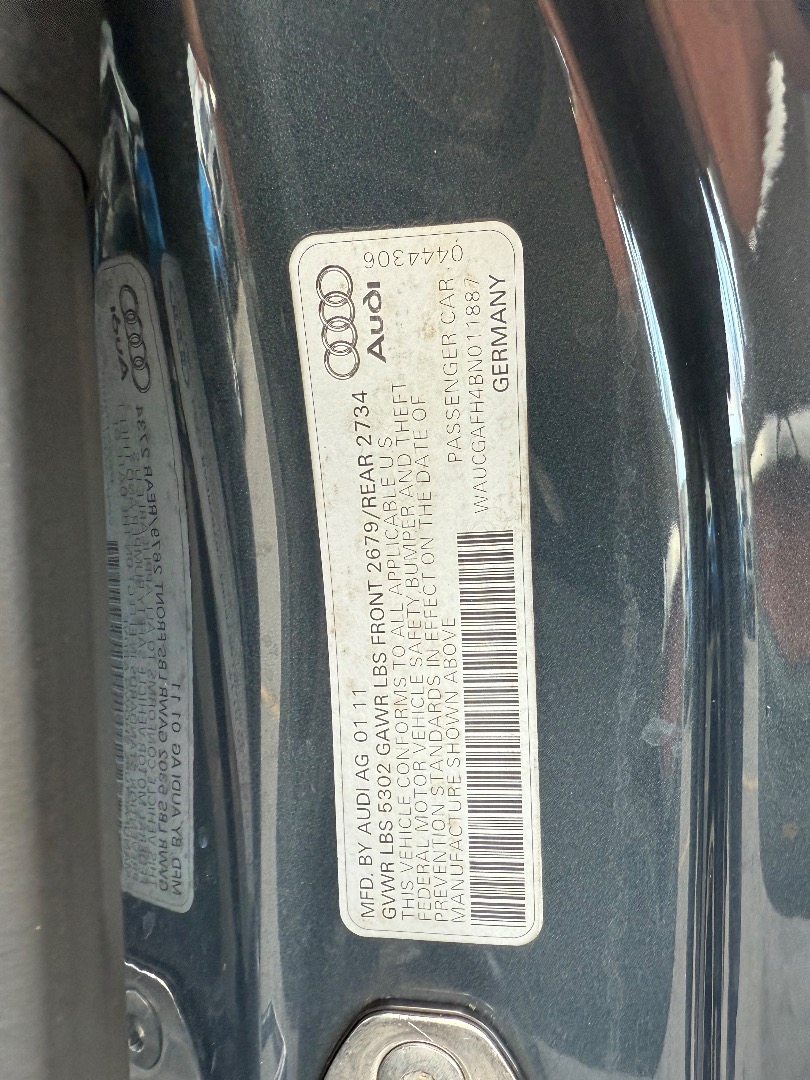 MFD. BY AUDI AG 01 11
GVWR LBS 5302 GAWR LBS FRONT 2679/REAR 2734
THIS VEHICLE CONFORMS TO ALL APPLICABLE U S
FEDERAL MOTOR VEHICLE SAFETY/BUMPER AND THEFT
PREVENTION STANDARDS IN EFFECT ON THE DATE OF
MANUFACTURE SHOWN ABOVE
PASSENGER CAR
WAUCGAFH4BN011887
GERMANY
Audi
0444306